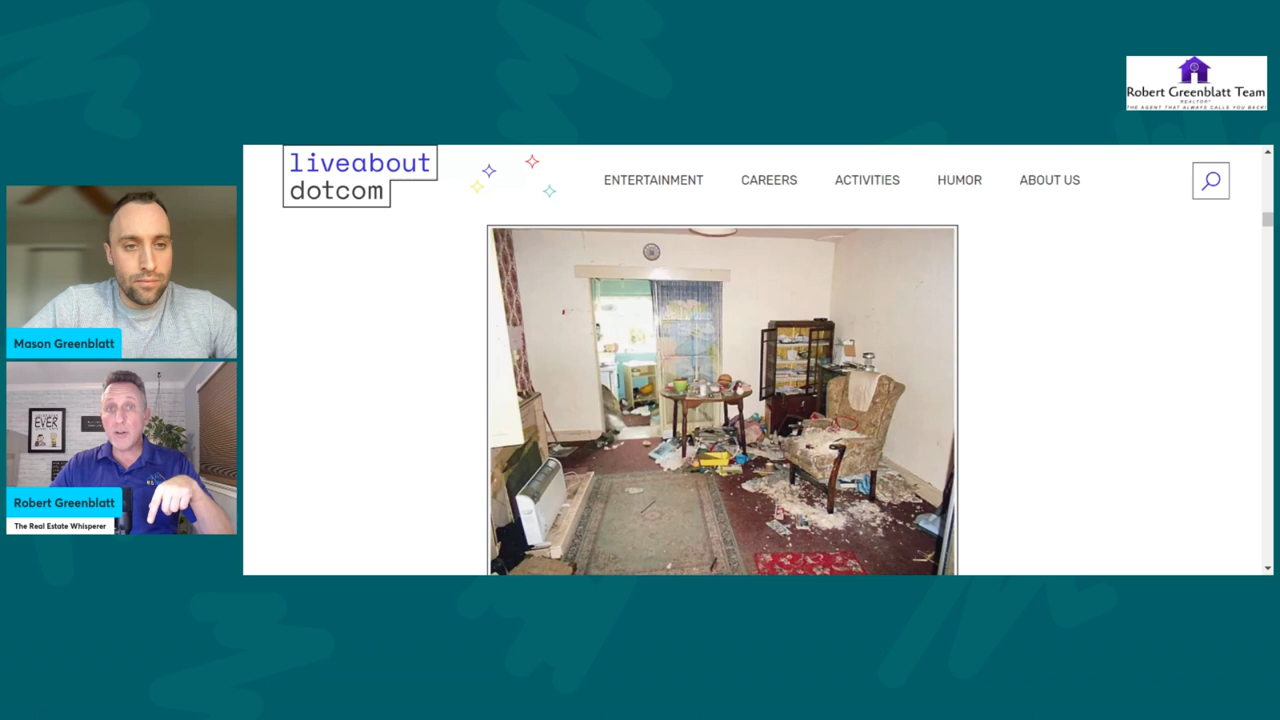 Robert Greenblatt Team
REALTOR®
THE AGENT THAT ALWAYS CALLS YOU BACK!
liveabout
dotcom
ENTERTAINMENT
CAREERS
ACTIVITIES
HUMOR
ABOUT US
Mason Greenblatt
EVER
Robert Greenblatt
The Real Estate Whisperer